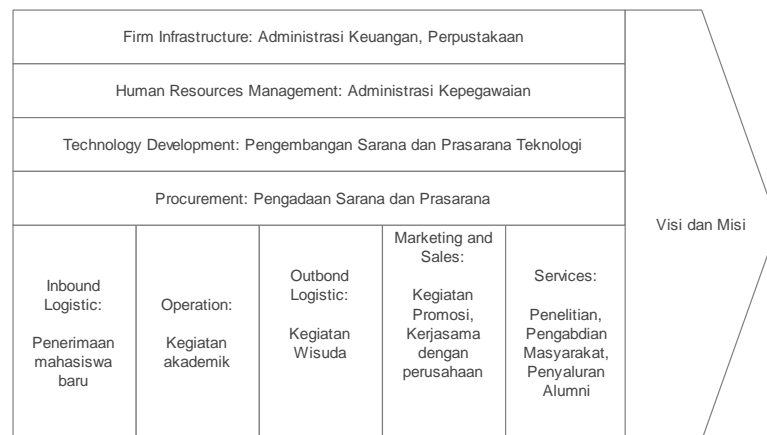 Firm Infrastructure: Administrasi Keuangan, Perpustakaan
Human Resources Management: Administrasi Kepegawaian
Technology Development: Pengembangan Sarana dan Prasarana Teknologi
Procurement: Pengadaan Sarana dan Prasarana
Inbound
Logistic:
Penerimaan
mahasiswa
baru
Operation:
Kegiatan
akademik
Outbond
Logistic:
Kegiatan
Wisuda
Marketing and
Sales:
Kegiatan
Promosi,
Kerjasama
dengan
perusahaan
Services:
Penelitian,
Pengabdian
Masyarakat,
Penyaluran
Alumni
Visi dan Misi